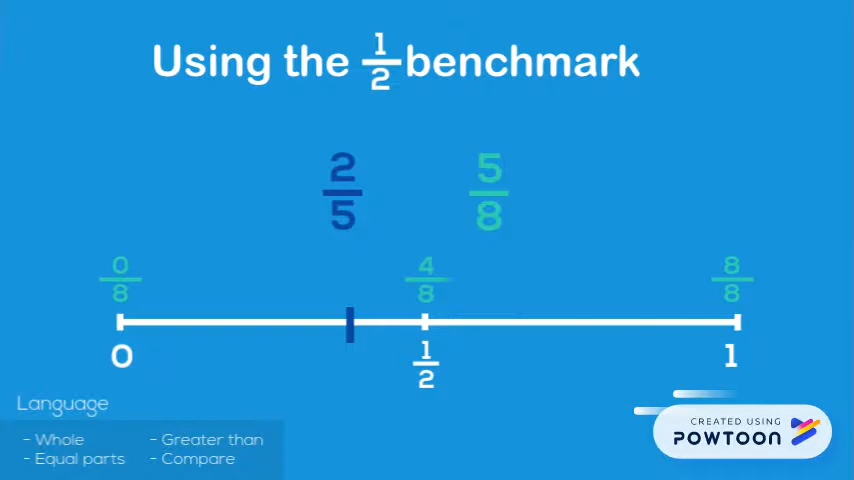 Using the 1/2 benchmark
2/5 5/8
0/8 4/8 8/8
0 1/2 1
Language
- Whole - Greater than
- Equal parts - Compare
CREATED USING
POWTOON